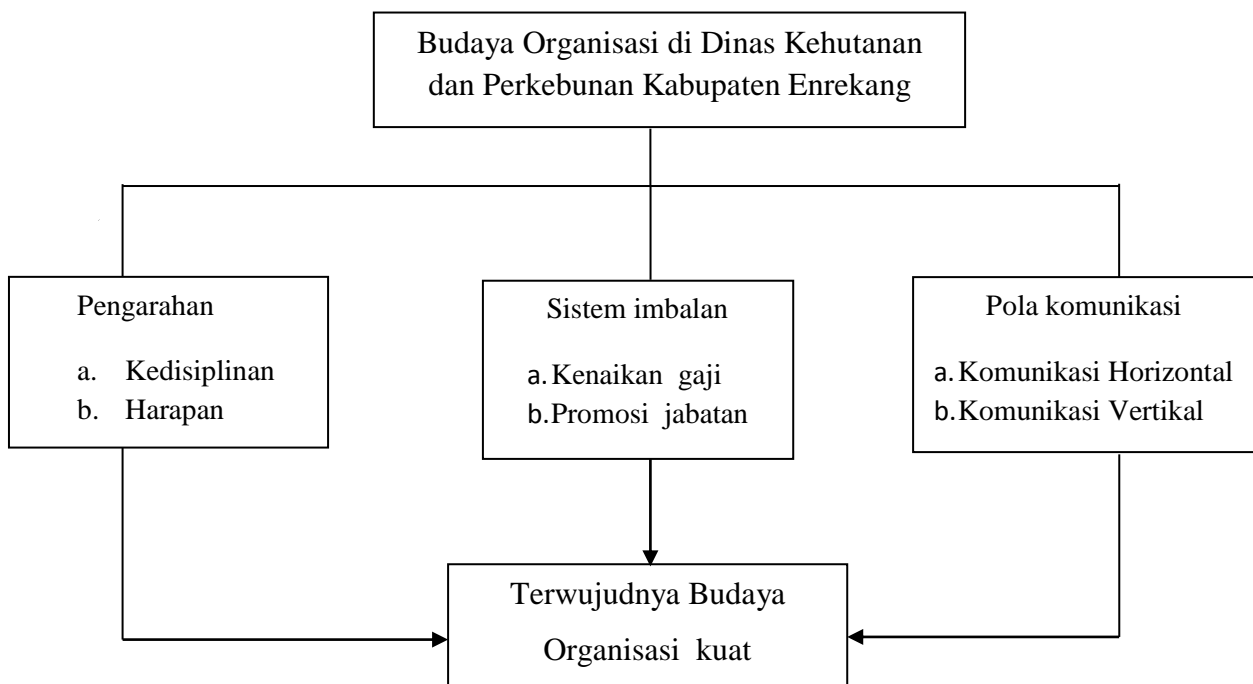 Budaya Organisasi di Dinas Kehutanan
dan Perkebunan Kabupaten Enrekang
Pengarahan
a. Kedisiplinan
b. Harapan
Sistem imbalan
a. Kenaikan gaji
b. Promosi jabatan
Pola komunikasi
a. Komunikasi Horizontal
b. Komunikasi Vertikal
Terwujudnya Budaya
Organisasi kuat